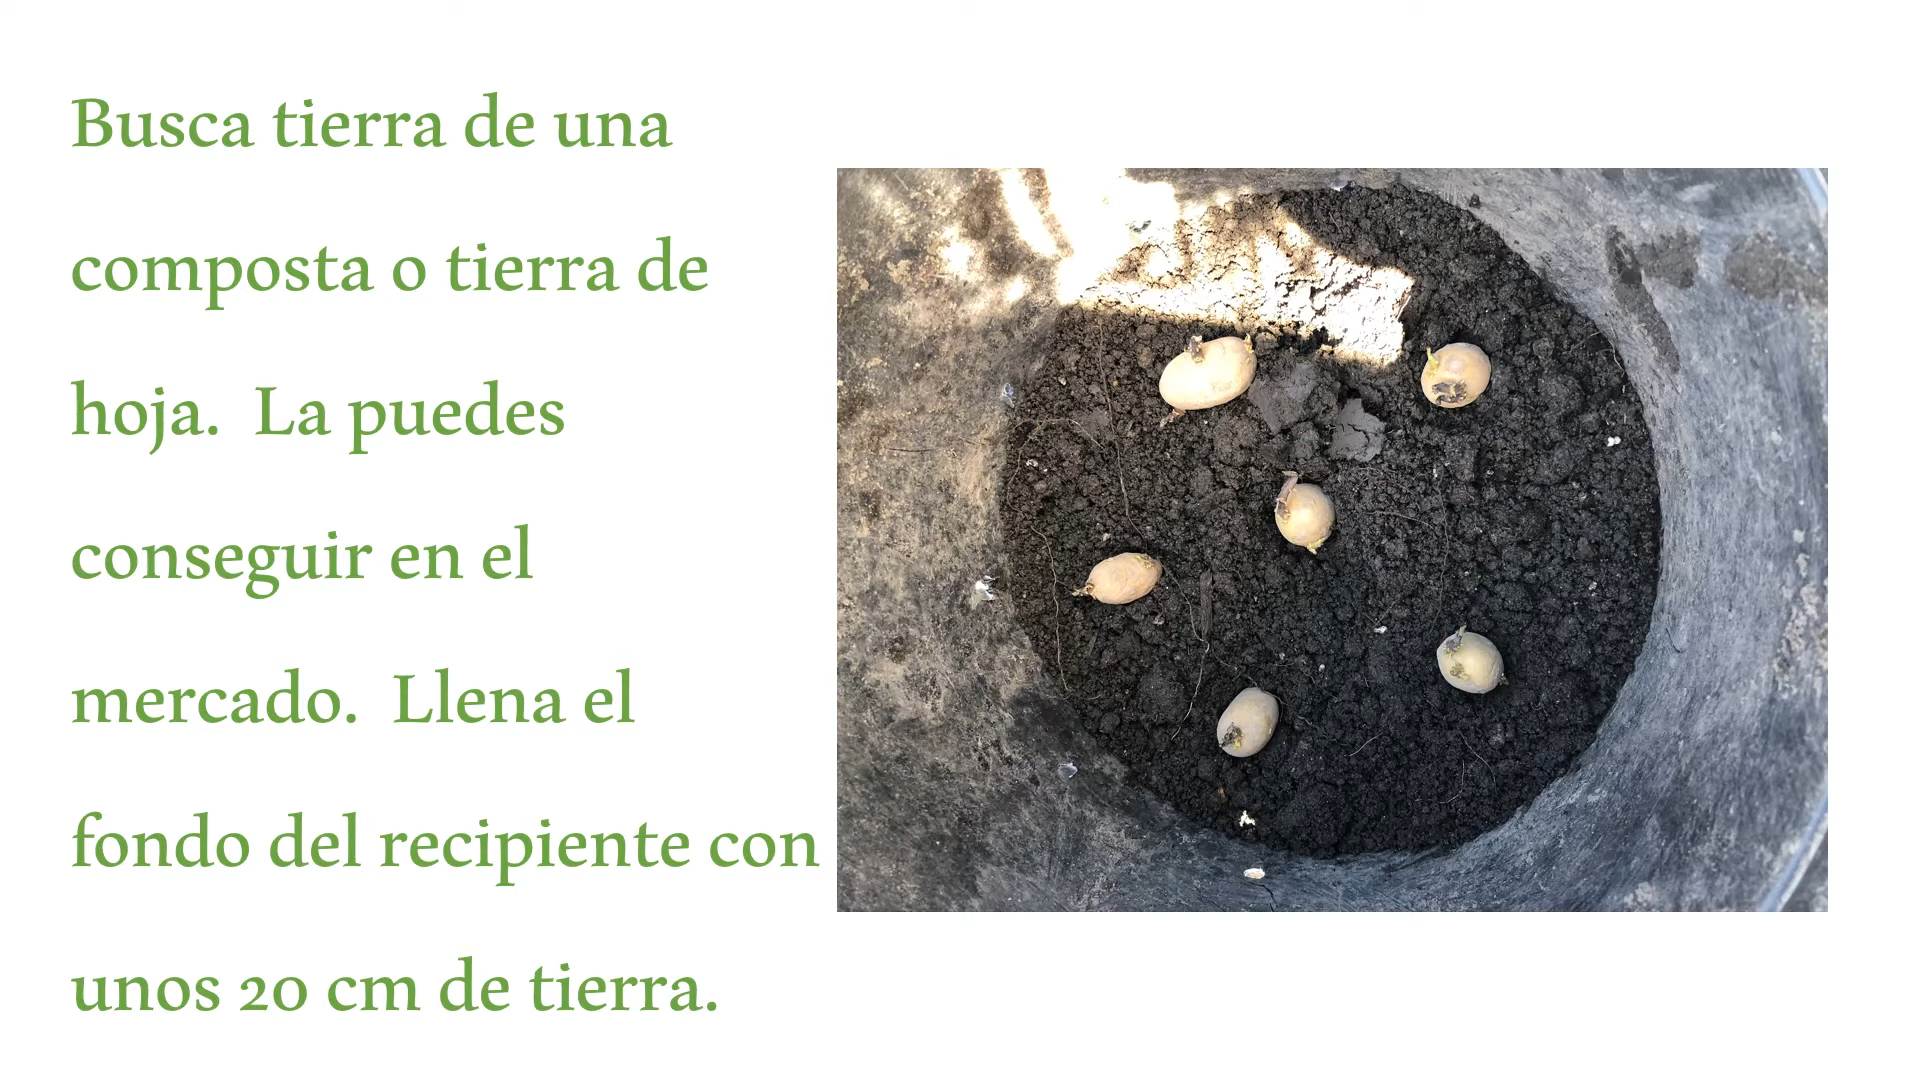 Busca tierra de una
composta o tierra de
hoja.  La puedes
conseguir en el
mercado.  Llena el
fondo del recipiente con
unos 20 cm de tierra.